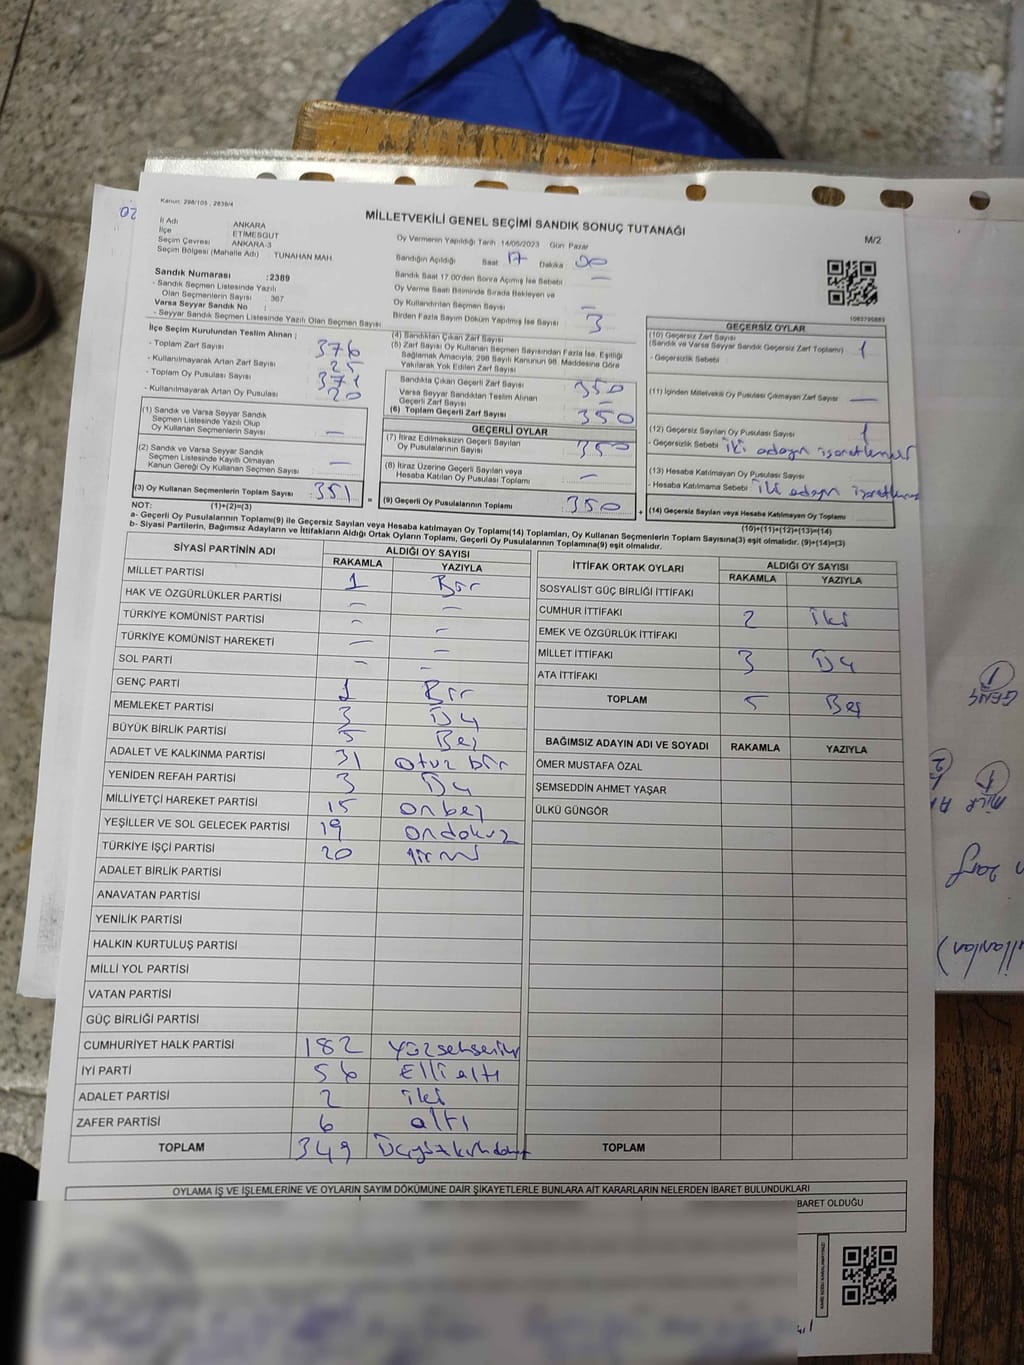 Kanun: 298/105 , 2839/4
MİLLETVEKİLİ GENEL SEÇİMİ SANDIK SONUÇ TUTANAĞI
M/2
İl Adı ANKARA
İlçe ETİMESGUT
Seçim Çevresi ANKARA-3
Seçim Bölgesi (Mahalle Adı) : TUNAHAN MAH.
Oy Vermenin Yapıldığı Tarih 14/05/2023 Gün Pazar
Sandığın Açıldığı Saat 17 Dakika 00
Sandık Saat 17.00'den Sonra Açılmış İse Sebebi —
Oy Verme Saati Bitiminde Sırada Bekleyen ve
Oy Kullandırılan Seçmen Sayısı —
Birden Fazla Sayım Döküm Yapılmış İse Sayısı 3
Sandık Numarası :2389
- Sandık Seçmen Listesinde Yazılı
Olan Seçmenlerin Sayısı : 367
Varsa Seyyar Sandık No :
- Seyyar Sandık Seçmen Listesinde Yazılı Olan Seçmen Sayısı
İlçe Seçim Kurulundan Teslim Alınan ;
- Toplam Zarf Sayısı 376
- Kullanılmayarak Artan Zarf Sayısı 25
- Toplam Oy Pusulası Sayısı 371
- Kullanılmayarak Artan Oy Pusulası 20
(1) Sandık ve Varsa Seyyar Sandık
Seçmen Listesinde Yazılı Olup
Oy Kullanan Seçmenlerin Sayısı —
(2) Sandık ve Varsa Seyyar Sandık
Seçmen Listesinde Kayıtlı Olmayan
Kanun Gereği Oy Kullanan Seçmen Sayısı —
(3) Oy Kullanan Seçmenlerin Toplam Sayısı 351 =
(1)+(2)=(3)
(4) Sandıktan Çıkan Zarf Sayısı
(5) Zarf Sayısı Oy Kullanan Seçmen Sayısından Fazla İse, Eşitliği
Sağlamak Amacıyla, 298 Sayılı Kanunun 98. Maddesine Göre
Yakılarak Yok Edilen Zarf Sayısı
Sandıkta Çıkan Geçerli Zarf Sayısı 350
Varsa Seyyar Sandıktan Teslim Alınan
Geçerli Zarf Sayısı —
(6) Toplam Geçerli Zarf Sayısı 350
GEÇERLİ OYLAR
(7) İtiraz Edilmeksizin Geçerli Sayılan
Oy Pusulalarının Sayısı 350
(8) İtiraz Üzerine Geçerli Sayılan veya
Hesaba Katılan Oy Pusulası Toplamı —
(9) Geçerli Oy Pusulalarının Toplamı 350 +
1083795883
GEÇERSİZ OYLAR
(10) Geçersiz Zarf Sayısı
(Sandık ve Varsa Seyyar Sandık Geçersiz Zarf Toplamı) 1
- Geçersizlik Sebebi
(11) İçinden Milletvekili Oy Pusulası Çıkmayan Zarf Sayısı —
(12) Geçersiz Sayılan Oy Pusulası Sayısı 1
- Geçersizlik Sebebi iki adayın işaretlenmesi
(13) Hesaba Katılmayan Oy Pusulası Sayısı
- Hesaba Katılmama Sebebi iki adayın
(14) Geçersiz Sayılan veya Hesaba Katılmayan Oy Toplamı
(10)+(11)+(12)+(13)=(14)
NOT:
a- Geçerli Oy Pusulalarının Toplamı(9) ile Geçersiz Sayılan veya Hesaba katılmayan Oy Toplamı(14) Toplamları, Oy Kullanan Seçmenlerin Toplam Sayısına(3) eşit olmalıdır. (9)+(14)=(3)
b- Siyasi Partilerin, Bağımsız Adayların ve İttifakların Aldığı Ortak Oyların Toplamı, Geçerli Oy Pusulalarının Toplamına(9) eşit olmalıdır.
SİYASİ PARTİNİN ADI ALDIĞI OY SAYISI
RAKAMLA YAZIYLA
MİLLET PARTİSİ 1 Bir
HAK VE ÖZGÜRLÜKLER PARTİSİ — —
TÜRKİYE KOMÜNİST PARTİSİ — —
TÜRKİYE KOMÜNİST HAREKETİ — —
SOL PARTİ — —
GENÇ PARTİ 1 Bir
MEMLEKET PARTİSİ 3 Üç
BÜYÜK BİRLİK PARTİSİ 5 Beş
ADALET VE KALKINMA PARTİSİ 31 otuz bir
YENİDEN REFAH PARTİSİ 3 Üç
MİLLİYETÇİ HAREKET PARTİSİ 15 onbeş
YEŞİLLER VE SOL GELECEK PARTİSİ 19 ondokuz
TÜRKİYE İŞÇİ PARTİSİ 20 yirmi
ADALET BİRLİK PARTİSİ
ANAVATAN PARTİSİ
YENİLİK PARTİSİ
HALKIN KURTULUŞ PARTİSİ
MİLLİ YOL PARTİSİ
VATAN PARTİSİ
GÜÇ BİRLİĞİ PARTİSİ
CUMHURİYET HALK PARTİSİ 182 Yüzsekseniki
İYİ PARTİ 56 Elli altı
ADALET PARTİSİ 2 iki
ZAFER PARTİSİ 6 altı
TOPLAM 349 Üçyüzkırkdokuz
İTTİFAK ORTAK OYLARI ALDIĞI OY SAYISI
RAKAMLA YAZIYLA
SOSYALİST GÜÇ BİRLİĞİ İTTİFAKI
CUMHUR İTTİFAKI 2 iki
EMEK VE ÖZGÜRLÜK İTTİFAKI
MİLLET İTTİFAKI 3 Üç
ATA İTTİFAKI
TOPLAM 5 Beş
BAĞIMSIZ ADAYIN ADI VE SOYADI RAKAMLA YAZIYLA
ÖMER MUSTAFA ÖZAL
ŞEMSEDDİN AHMET YAŞAR
ÜLKÜ GÜNGÖR
TOPLAM
OYLAMA İŞ VE İŞLEMLERİNE VE OYLARIN SAYIM DÖKÜMÜNE DAİR ŞİKAYETLERLE BUNLARA AİT KARARLARIN NELERDEN İBARET BULUNDUKLARI
BARET OLDUĞU
GENÇ 1